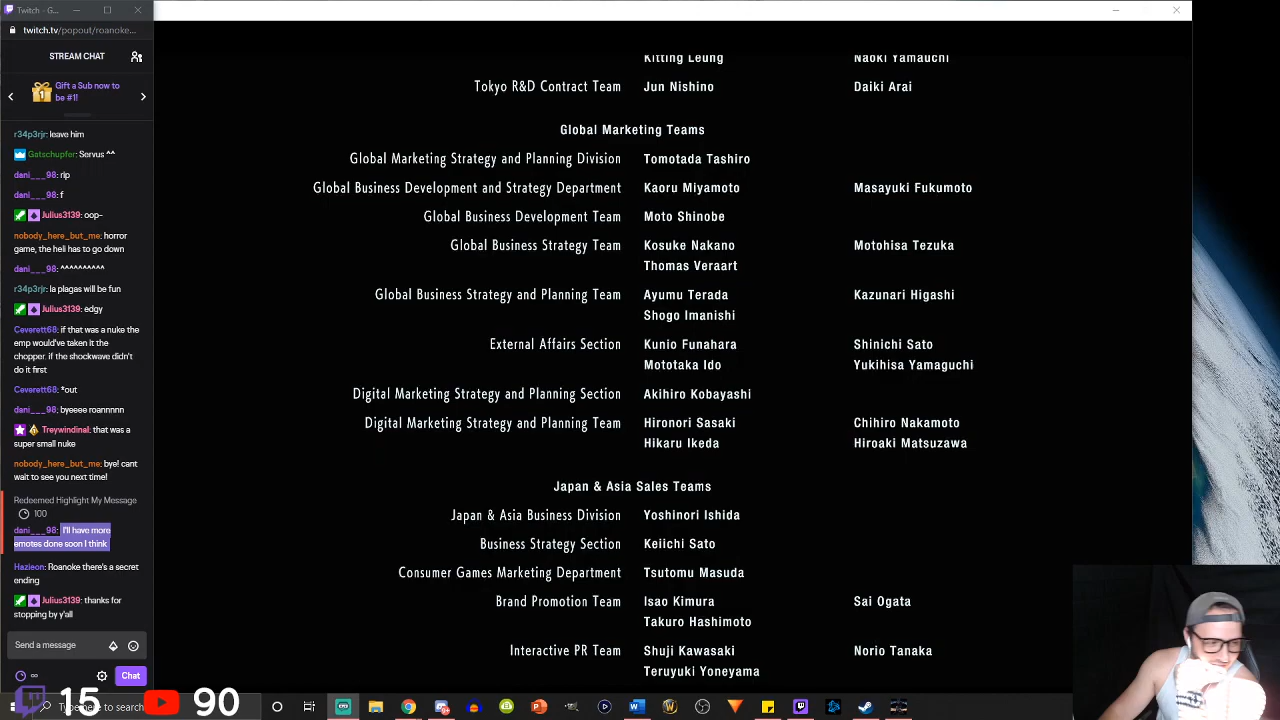 Twitch - Google
twitch.tv/popout/roanoke...
STREAM CHAT
Gift a Sub now to
be #1!
1
r34p3rjr: leave him
Gatschupfer: Servus ^^
dani___98: rip
dani___98: f
Julius3139: oop-
nobody_here_but_me: horror
game, the heli has to go down
dani___98: ^^^^^^^^^^
r34p3rjr: la plagas will be fun
Julius3139: edgy
Ceverett68: if that was a nuke the
emp would've taken it the
chopper. if the shockwave didn't
do it first
Ceverett68: *out
dani___98: byeeee roannnnn
Treywindinal: that was a
super small nuke
nobody_here_but_me: bye! cant
wait to see you next time!
Redeemed Highlight My Message
100
dani___98: I'll have more
emotes done soon I think
Hazleon: Roanoke there's a secret
ending
Julius3139: thanks for
stopping by y'all
Send a message
Chat
Kitting Leung Naoki Yamauchi
Tokyo R&D Contract Team Jun Nishino Daiki Arai
Global Marketing Teams
Global Marketing Strategy and Planning Division Tomotada Tashiro
Global Business Development and Strategy Department Kaoru Miyamoto Masayuki Fukumoto
Global Business Development Team Moto Shinobe
Global Business Strategy Team Kosuke Nakano Motohisa Tezuka
Thomas Veraart
Global Business Strategy and Planning Team Ayumu Terada Kazunari Higashi
Shogo Imanishi
External Affairs Section Kunio Funahara Shinichi Sato
Mototaka Ido Yukihisa Yamaguchi
Digital Marketing Strategy and Planning Section Akihiro Kobayashi
Digital Marketing Strategy and Planning Team Hironori Sasaki Chihiro Nakamoto
Hikaru Ikeda Hiroaki Matsuzawa
Japan & Asia Sales Teams
Japan & Asia Business Division Yoshinori Ishida
Business Strategy Section Keiichi Sato
Consumer Games Marketing Department Tsutomu Masuda
Brand Promotion Team Isao Kimura Sai Ogata
Takuro Hashimoto
Interactive PR Team Shuji Kawasaki Norio Tanaka
Teruyuki Yoneyama
15 90
to search